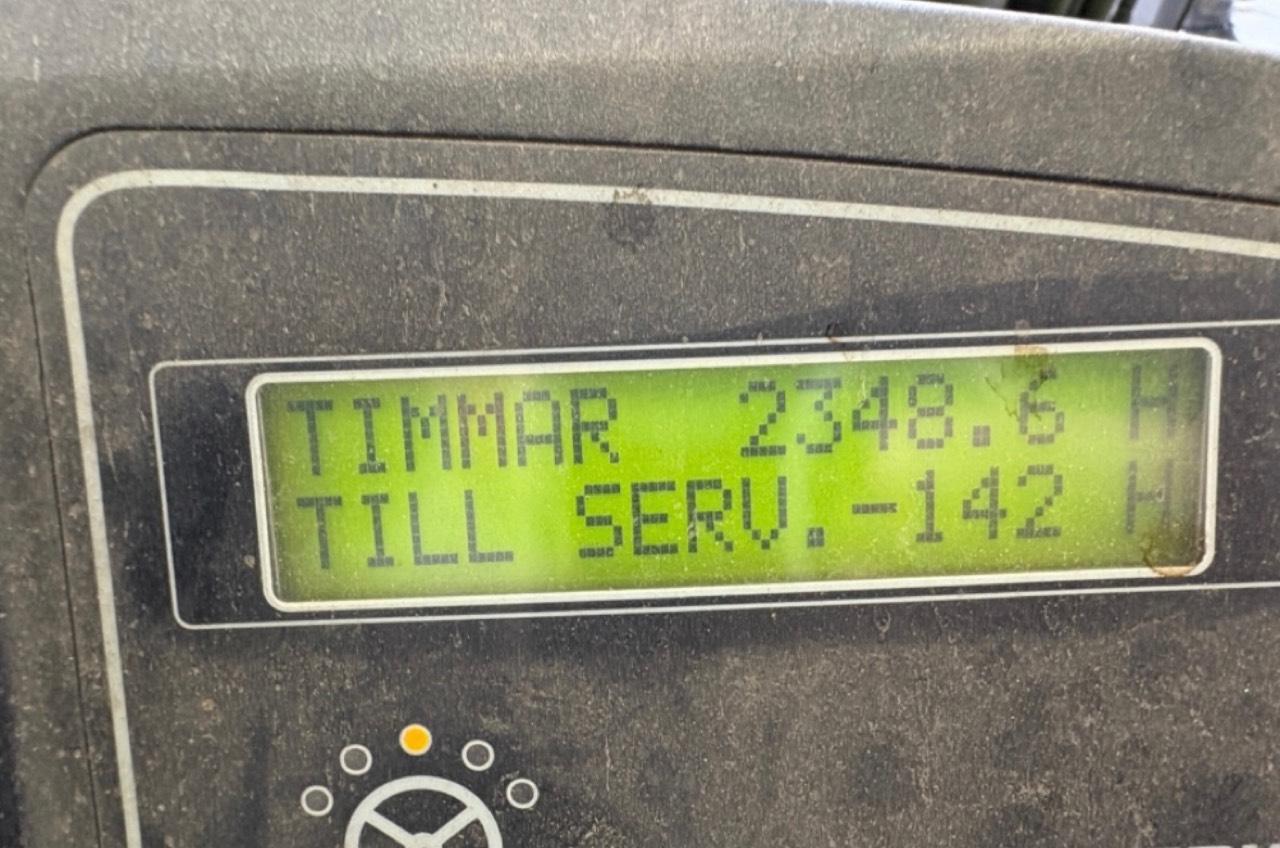 TIMMAR 2348.6 H
TILL SERV.-142 H